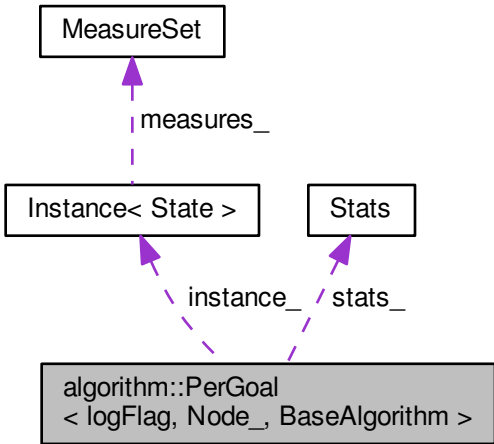 MeasureSet
measures_
Instance< State >
Stats
instance_
stats_
algorithm::PerGoal
< logFlag, Node_, BaseAlgorithm >